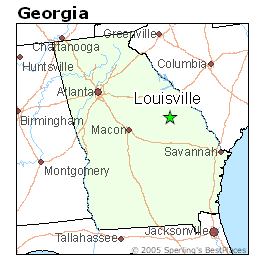 Georgia
Greenville
Chattanooga
Huntsville
Columbia
Atlanta
Louisville
Birmingham
Macon
Savannah
Montgomery
Jacksonville
Tallahassee
© 2005 Sperling's BestPlaces